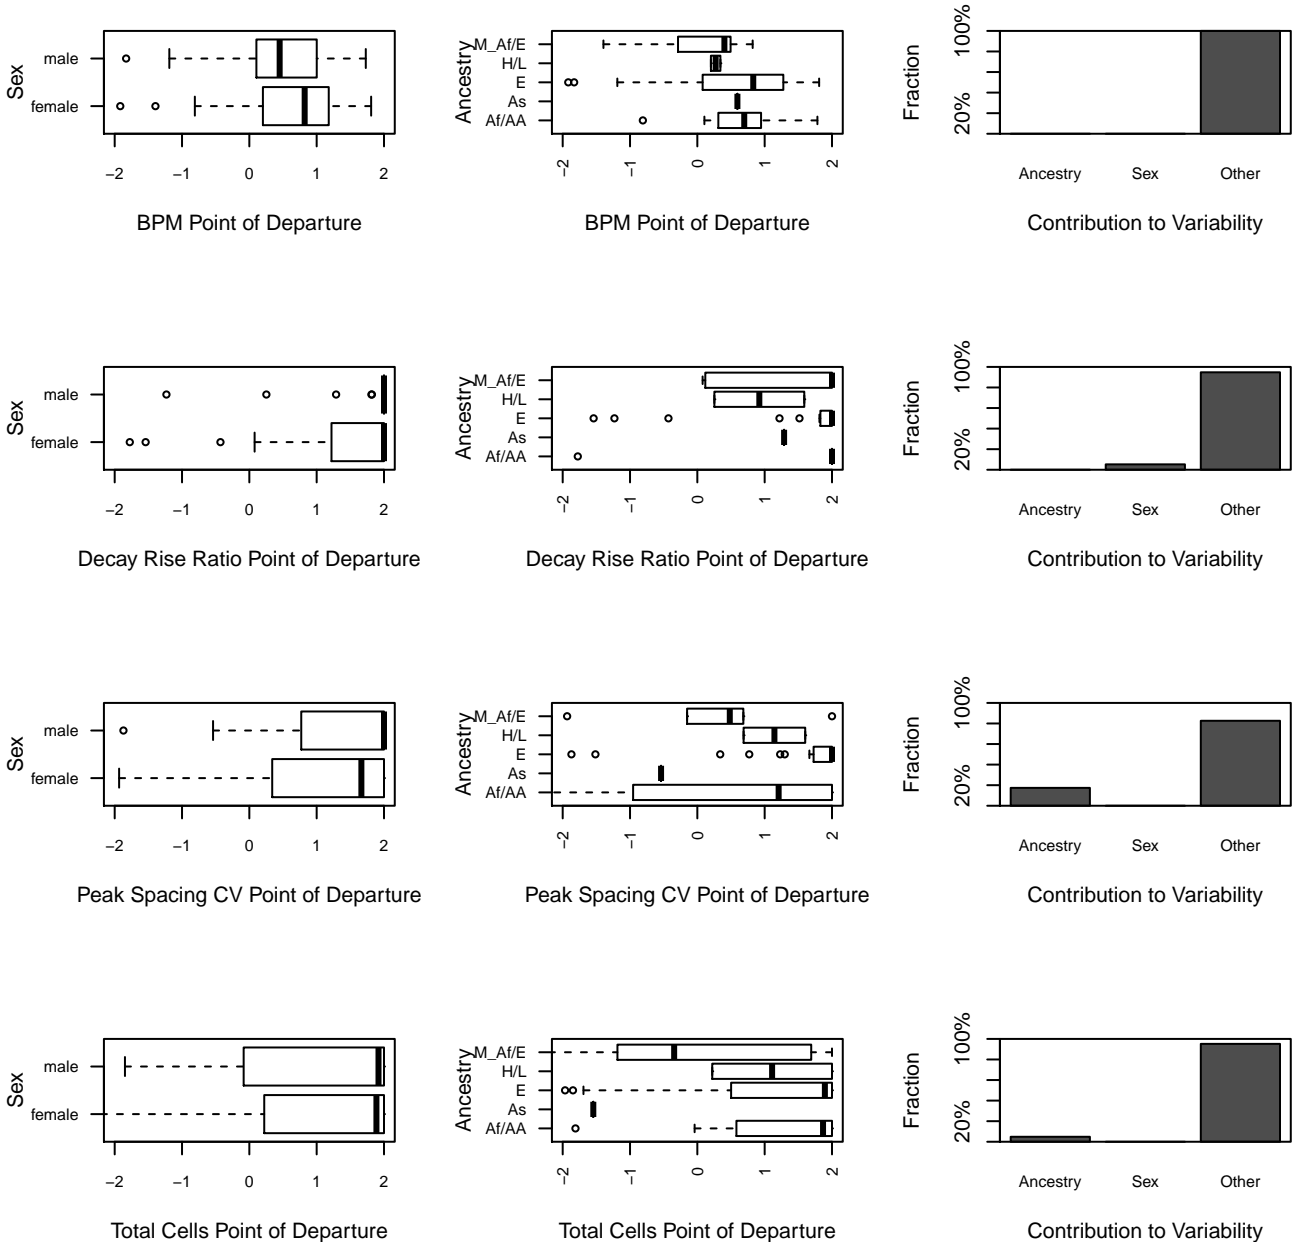 Sex
male
female
−2 −1 0 1 2
BPM Point of Departure
Ancestry
M_Af/E
H/L
E
As
Af/AA
−2 −1 0 1 2
BPM Point of Departure
Fraction
100%
20%
Ancestry Sex Other
Contribution to Variability
Sex
male
female
−2 −1 0 1 2
Decay Rise Ratio Point of Departure
Ancestry
M_Af/E
H/L
E
As
Af/AA
−2 −1 0 1 2
Decay Rise Ratio Point of Departure
Fraction
100%
20%
Ancestry Sex Other
Contribution to Variability
Sex
male
female
−2 −1 0 1 2
Peak Spacing CV Point of Departure
Ancestry
M_Af/E
H/L
E
As
Af/AA
−2 −1 0 1 2
Peak Spacing CV Point of Departure
Fraction
100%
20%
Ancestry Sex Other
Contribution to Variability
Sex
male
female
−2 −1 0 1 2
Total Cells Point of Departure
Ancestry
M_Af/E
H/L
E
As
Af/AA
−2 −1 0 1 2
Total Cells Point of Departure
Fraction
100%
20%
Ancestry Sex Other
Contribution to Variability